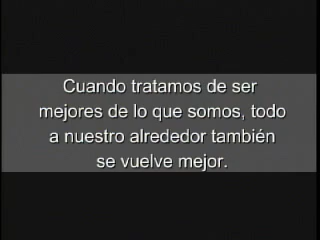 Cuando tratamos de ser
mejores de lo que somos, todo
a nuestro alrededor también
se vuelve mejor.